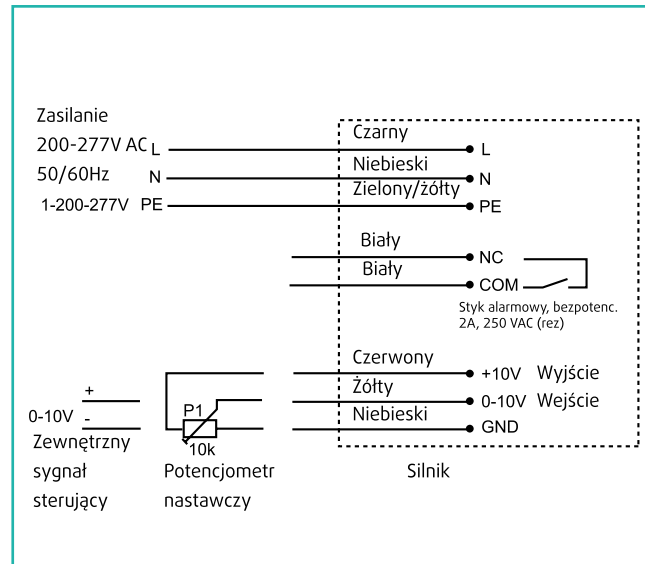 Zasilanie
200-277V AC L
50/60Hz N
1-200-277V PE
Czarny
L
Niebieski
N
Zielony/żółty
PE
Biały
NC
Biały
COM
Styk alarmowy, bezpotenc.
2A, 250 VAC (rez)
Czerwony
+10V Wyjście
Żółty
0-10V Wejście
Niebieski
GND
+
0-10V -
Zewnętrzny
sygnał
sterujący
P1
10k
Potencjometr
nastawczy
Silnik